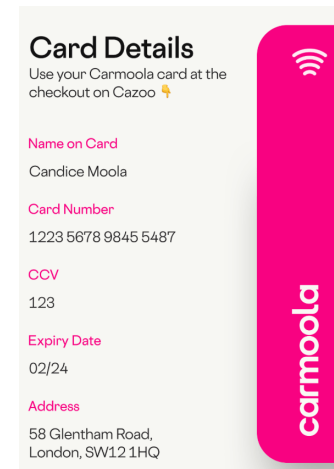 Card Details
Use your Carmoola card at the
checkout on Cazoo 👇
Name on Card
Candice Moola
Card Number
1223 5678 9845 5487
CCV
123
Expiry Date
02/24
Address
58 Glentham Road,
London, SW12 1HQ
carmoola